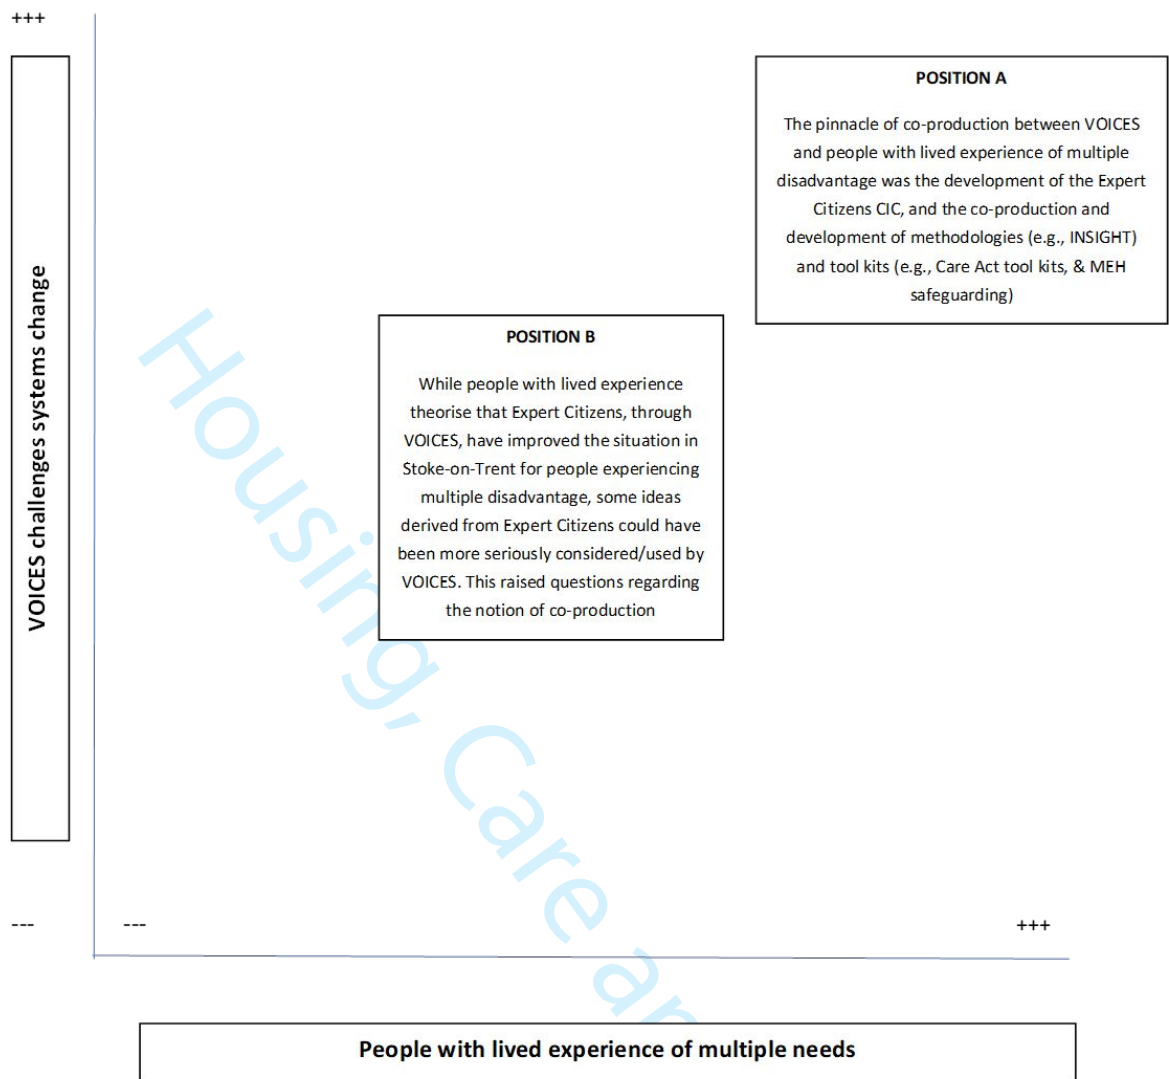 +++
POSITION A
The pinnacle of co-production between VOICES
and people with lived experience of multiple
disadvantage was the development of the Expert
Citizens CIC, and the co-production and
development of methodologies (e.g., INSIGHT)
and tool kits (e.g., Care Act tool kits, & MEH
safeguarding)
VOICES challenges systems change
POSITION B
While people with lived experience
theorise that Expert Citizens, through
VOICES, have improved the situation in
Stoke-on-Trent for people experiencing
multiple disadvantage, some ideas
derived from Expert Citizens could have
been more seriously considered/used by
VOICES. This raised questions regarding
the notion of co-production
Housing, Care an
---
---
+++
People with lived experience of multiple needs